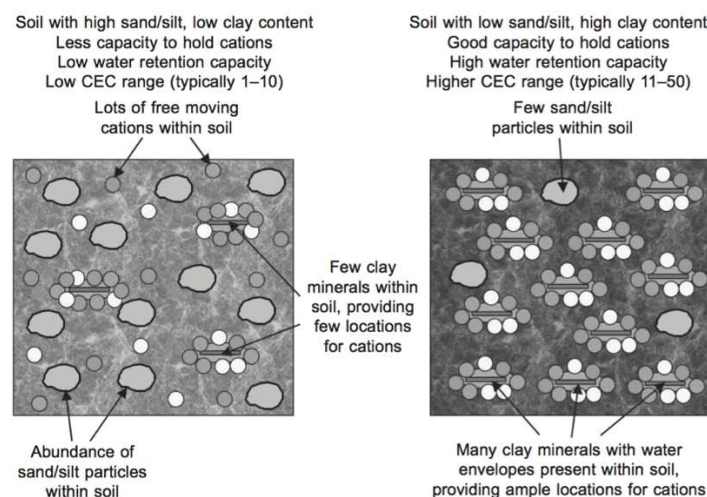 Soil with high sand/silt, low clay content
Less capacity to hold cations
Low water retention capacity
Low CEC range (typically 1–10)
Lots of free moving
cations within soil
Few clay
minerals within
soil, providing
few locations
for cations
Abundance of
sand/silt particles
within soil
Soil with low sand/silt, high clay content
Good capacity to hold cations
High water retention capacity
Higher CEC range (typically 11–50)
Few sand/silt
particles within soil
Many clay minerals with water
envelopes present within soil,
providing ample locations for cations